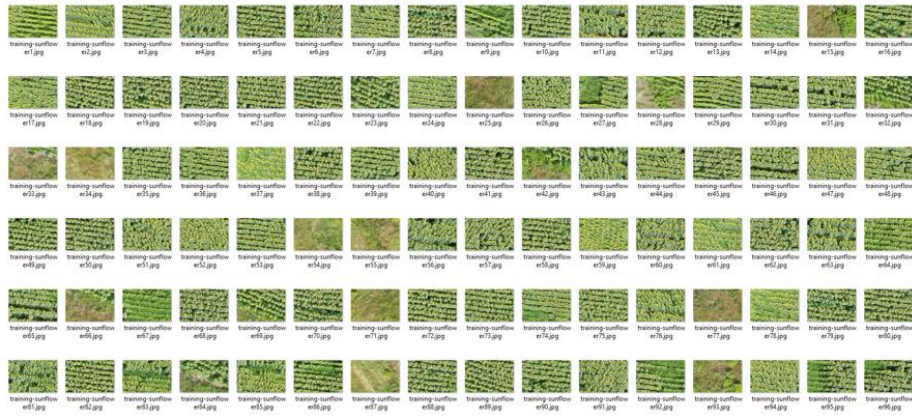 training-sunflow training-sunflow training-sunflow training-sunflow training-sunflow training-sunflow training-sunflow training-sunflow training-sunflow training-sunflow training-sunflow training-sunflow training-sunflow training-sunflow training-sunflow training-sunflow
er1.jpg er2.jpg er3.jpg er4.jpg er5.jpg er6.jpg er7.jpg er8.jpg er9.jpg er10.jpg er11.jpg er12.jpg er13.jpg er14.jpg er15.jpg er16.jpg
training-sunflow training-sunflow training-sunflow training-sunflow training-sunflow training-sunflow training-sunflow training-sunflow training-sunflow training-sunflow training-sunflow training-sunflow training-sunflow training-sunflow training-sunflow training-sunflow
er17.jpg er18.jpg er19.jpg er20.jpg er21.jpg er22.jpg er23.jpg er24.jpg er25.jpg er26.jpg er27.jpg er28.jpg er29.jpg er30.jpg er31.jpg er32.jpg
training-sunflow training-sunflow training-sunflow training-sunflow training-sunflow training-sunflow training-sunflow training-sunflow training-sunflow training-sunflow training-sunflow training-sunflow training-sunflow training-sunflow training-sunflow training-sunflow
er33.jpg er34.jpg er35.jpg er36.jpg er37.jpg er38.jpg er39.jpg er40.jpg er41.jpg er42.jpg er43.jpg er44.jpg er45.jpg er46.jpg er47.jpg er48.jpg
training-sunflow training-sunflow training-sunflow training-sunflow training-sunflow training-sunflow training-sunflow training-sunflow training-sunflow training-sunflow training-sunflow training-sunflow training-sunflow training-sunflow training-sunflow training-sunflow
er49.jpg er50.jpg er51.jpg er52.jpg er53.jpg er54.jpg er55.jpg er56.jpg er57.jpg er58.jpg er59.jpg er60.jpg er61.jpg er62.jpg er63.jpg er64.jpg
training-sunflow training-sunflow training-sunflow training-sunflow training-sunflow training-sunflow training-sunflow training-sunflow training-sunflow training-sunflow training-sunflow training-sunflow training-sunflow training-sunflow training-sunflow training-sunflow
er65.jpg er66.jpg er67.jpg er68.jpg er69.jpg er70.jpg er71.jpg er72.jpg er73.jpg er74.jpg er75.jpg er76.jpg er77.jpg er78.jpg er79.jpg er80.jpg
training-sunflow training-sunflow training-sunflow training-sunflow training-sunflow training-sunflow training-sunflow training-sunflow training-sunflow training-sunflow training-sunflow training-sunflow training-sunflow training-sunflow training-sunflow training-sunflow
er81.jpg er82.jpg er83.jpg er84.jpg er85.jpg er86.jpg er87.jpg er88.jpg er89.jpg er90.jpg er91.jpg er92.jpg er93.jpg er94.jpg er95.jpg er96.jpg